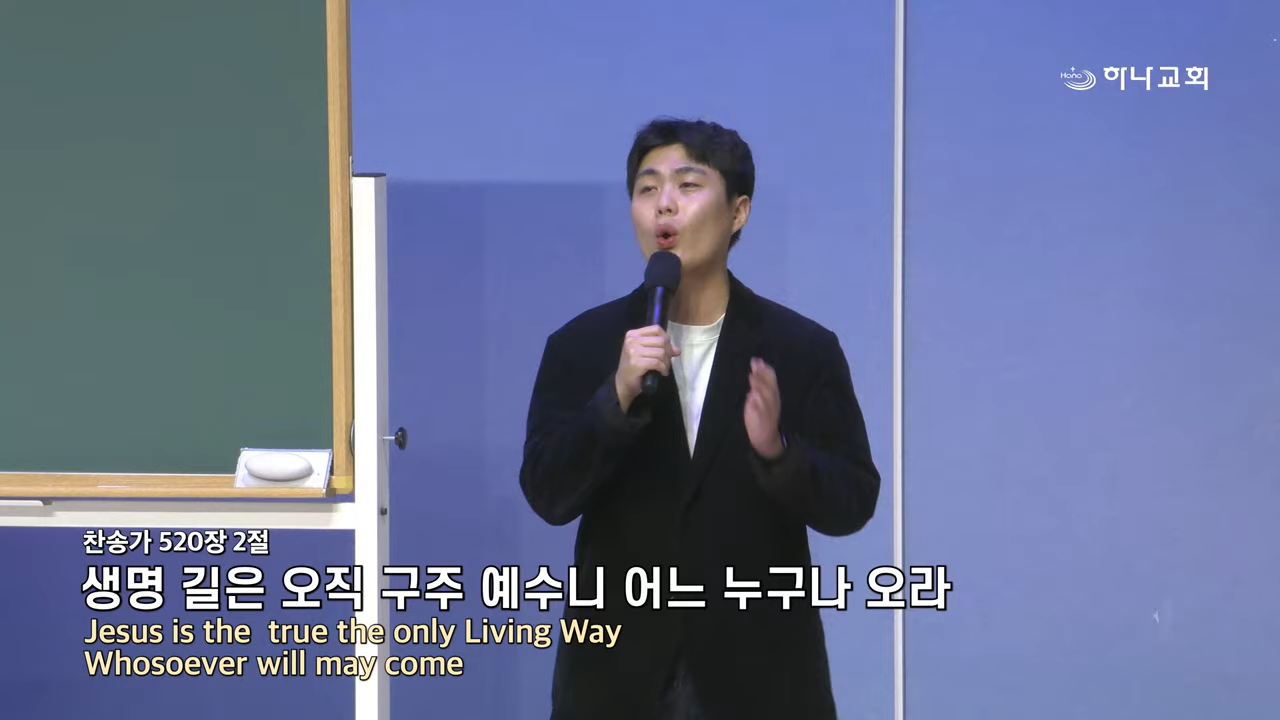 Hana 하나교회
찬송가 520장 2절
생명 길은 오직 구주 예수니 어느 누구나 오라
Jesus is the  true the only Living Way
Whosoever will may come